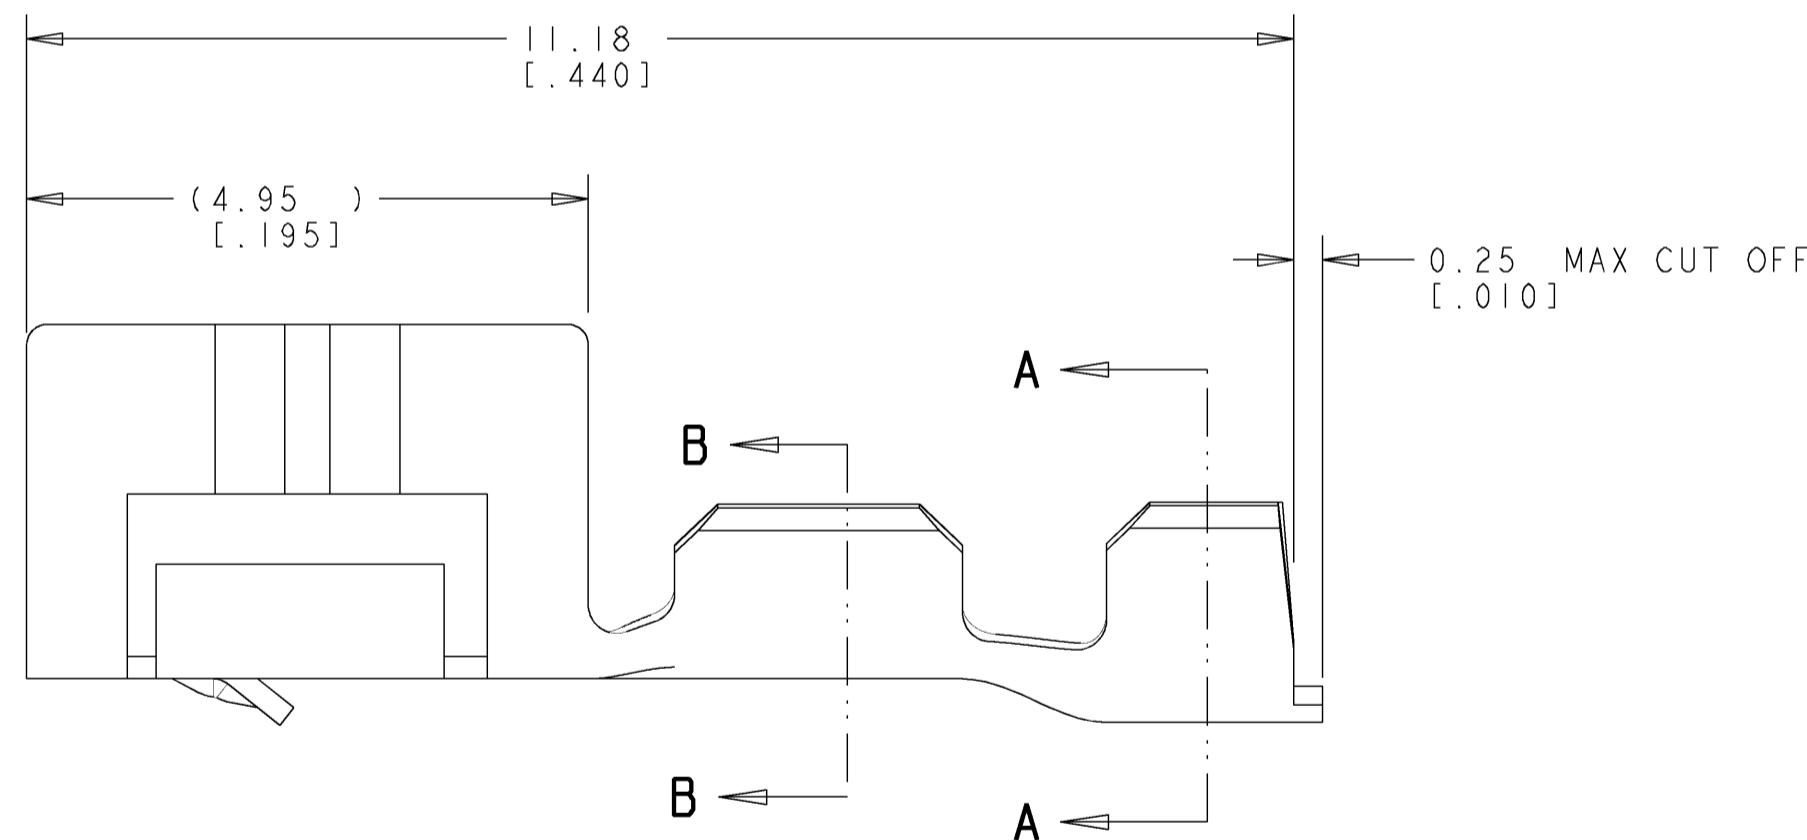 11.18
[.440]
(4.95 )
[.195]
0.25 MAX CUT OFF
[.010]
A
B
B
A